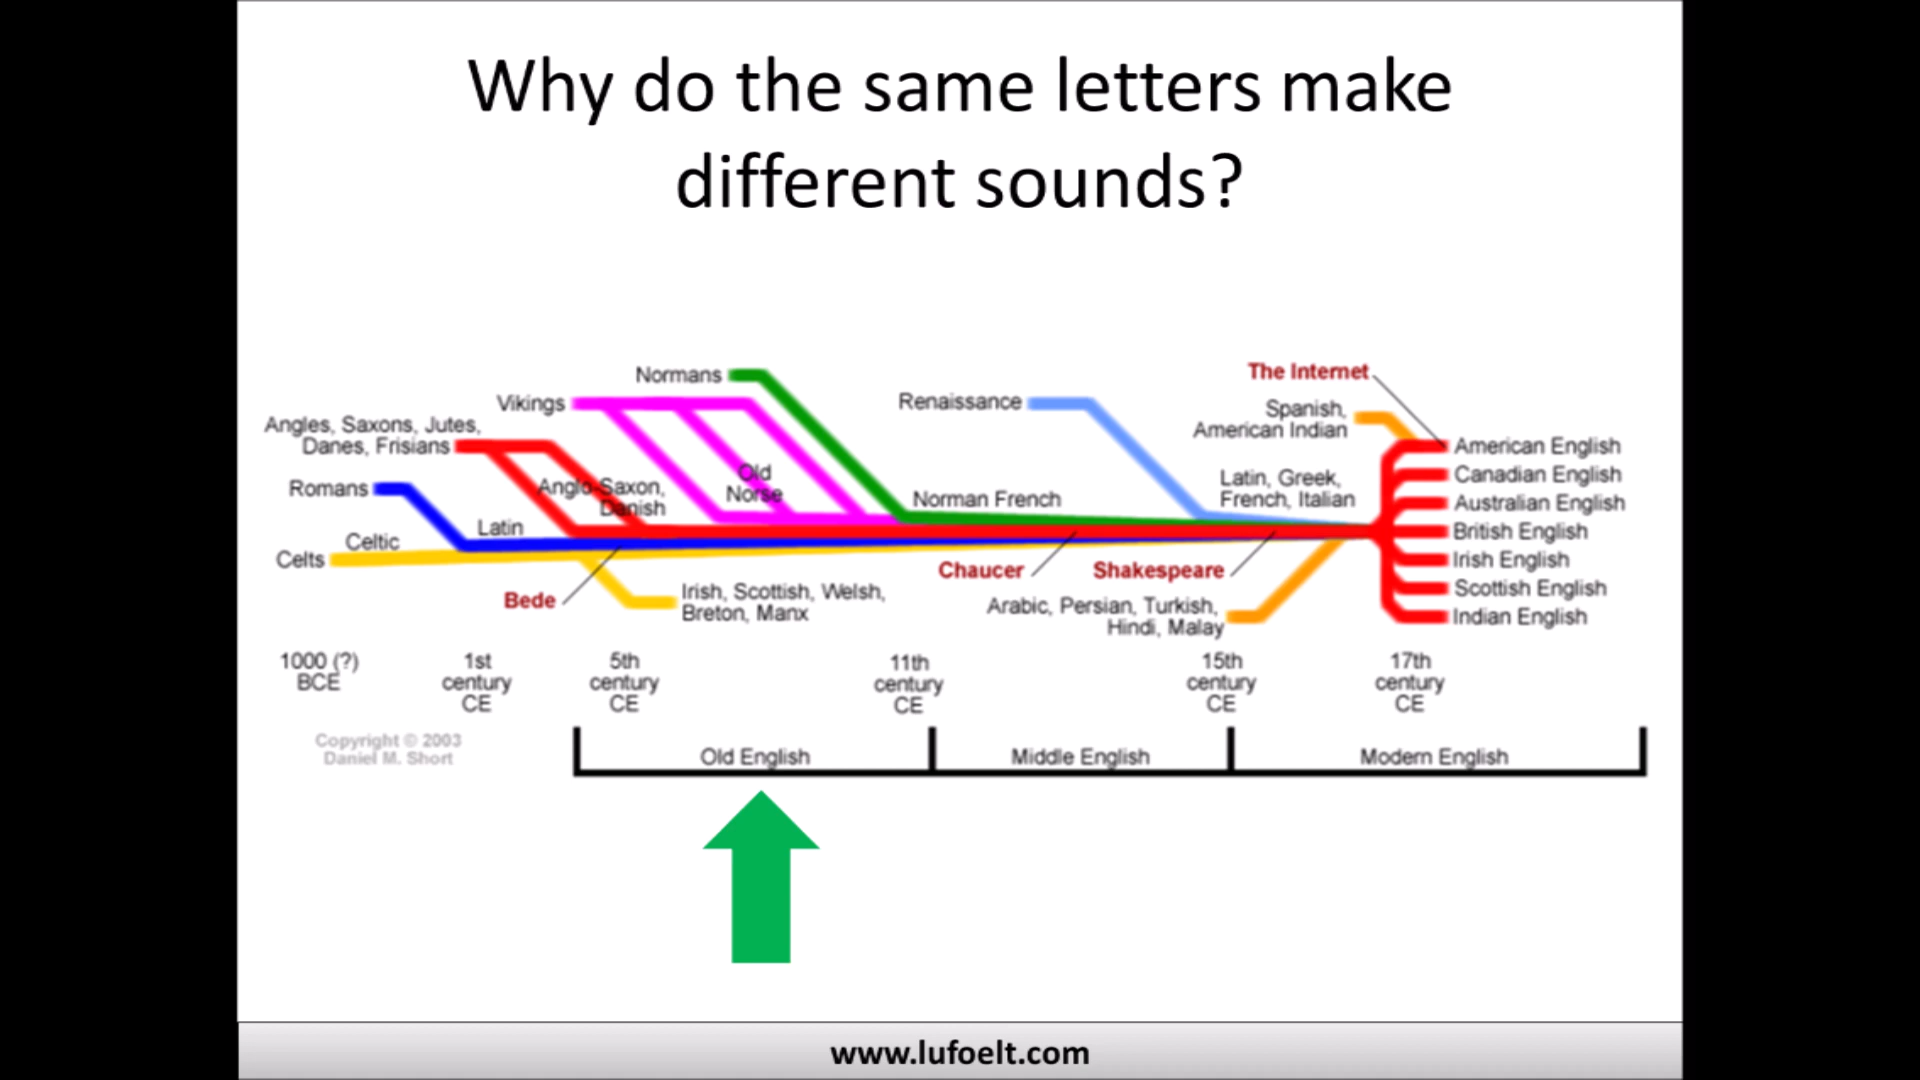 Why do the same letters make
different sounds?
Normans
Vikings
Angles, Saxons, Jutes,
Danes, Frisians
Romans
Celts
Celtic
Latin
Anglo-Saxon,
Danish
Old
Norse
Bede
Irish, Scottish, Welsh,
Breton, Manx
Norman French
Renaissance
Chaucer
Shakespeare
Latin, Greek,
French, Italian
Arabic, Persian, Turkish,
Hindi, Malay
The Internet
Spanish,
American Indian
American English
Canadian English
Australian English
British English
Irish English
Scottish English
Indian English
1000 (?)
BCE
1st
century
CE
5th
century
CE
11th
century
CE
15th
century
CE
17th
century
CE
Copyright © 2003
Daniel M. Short
Old English
Middle English
Modern English
www.lufoelt.com